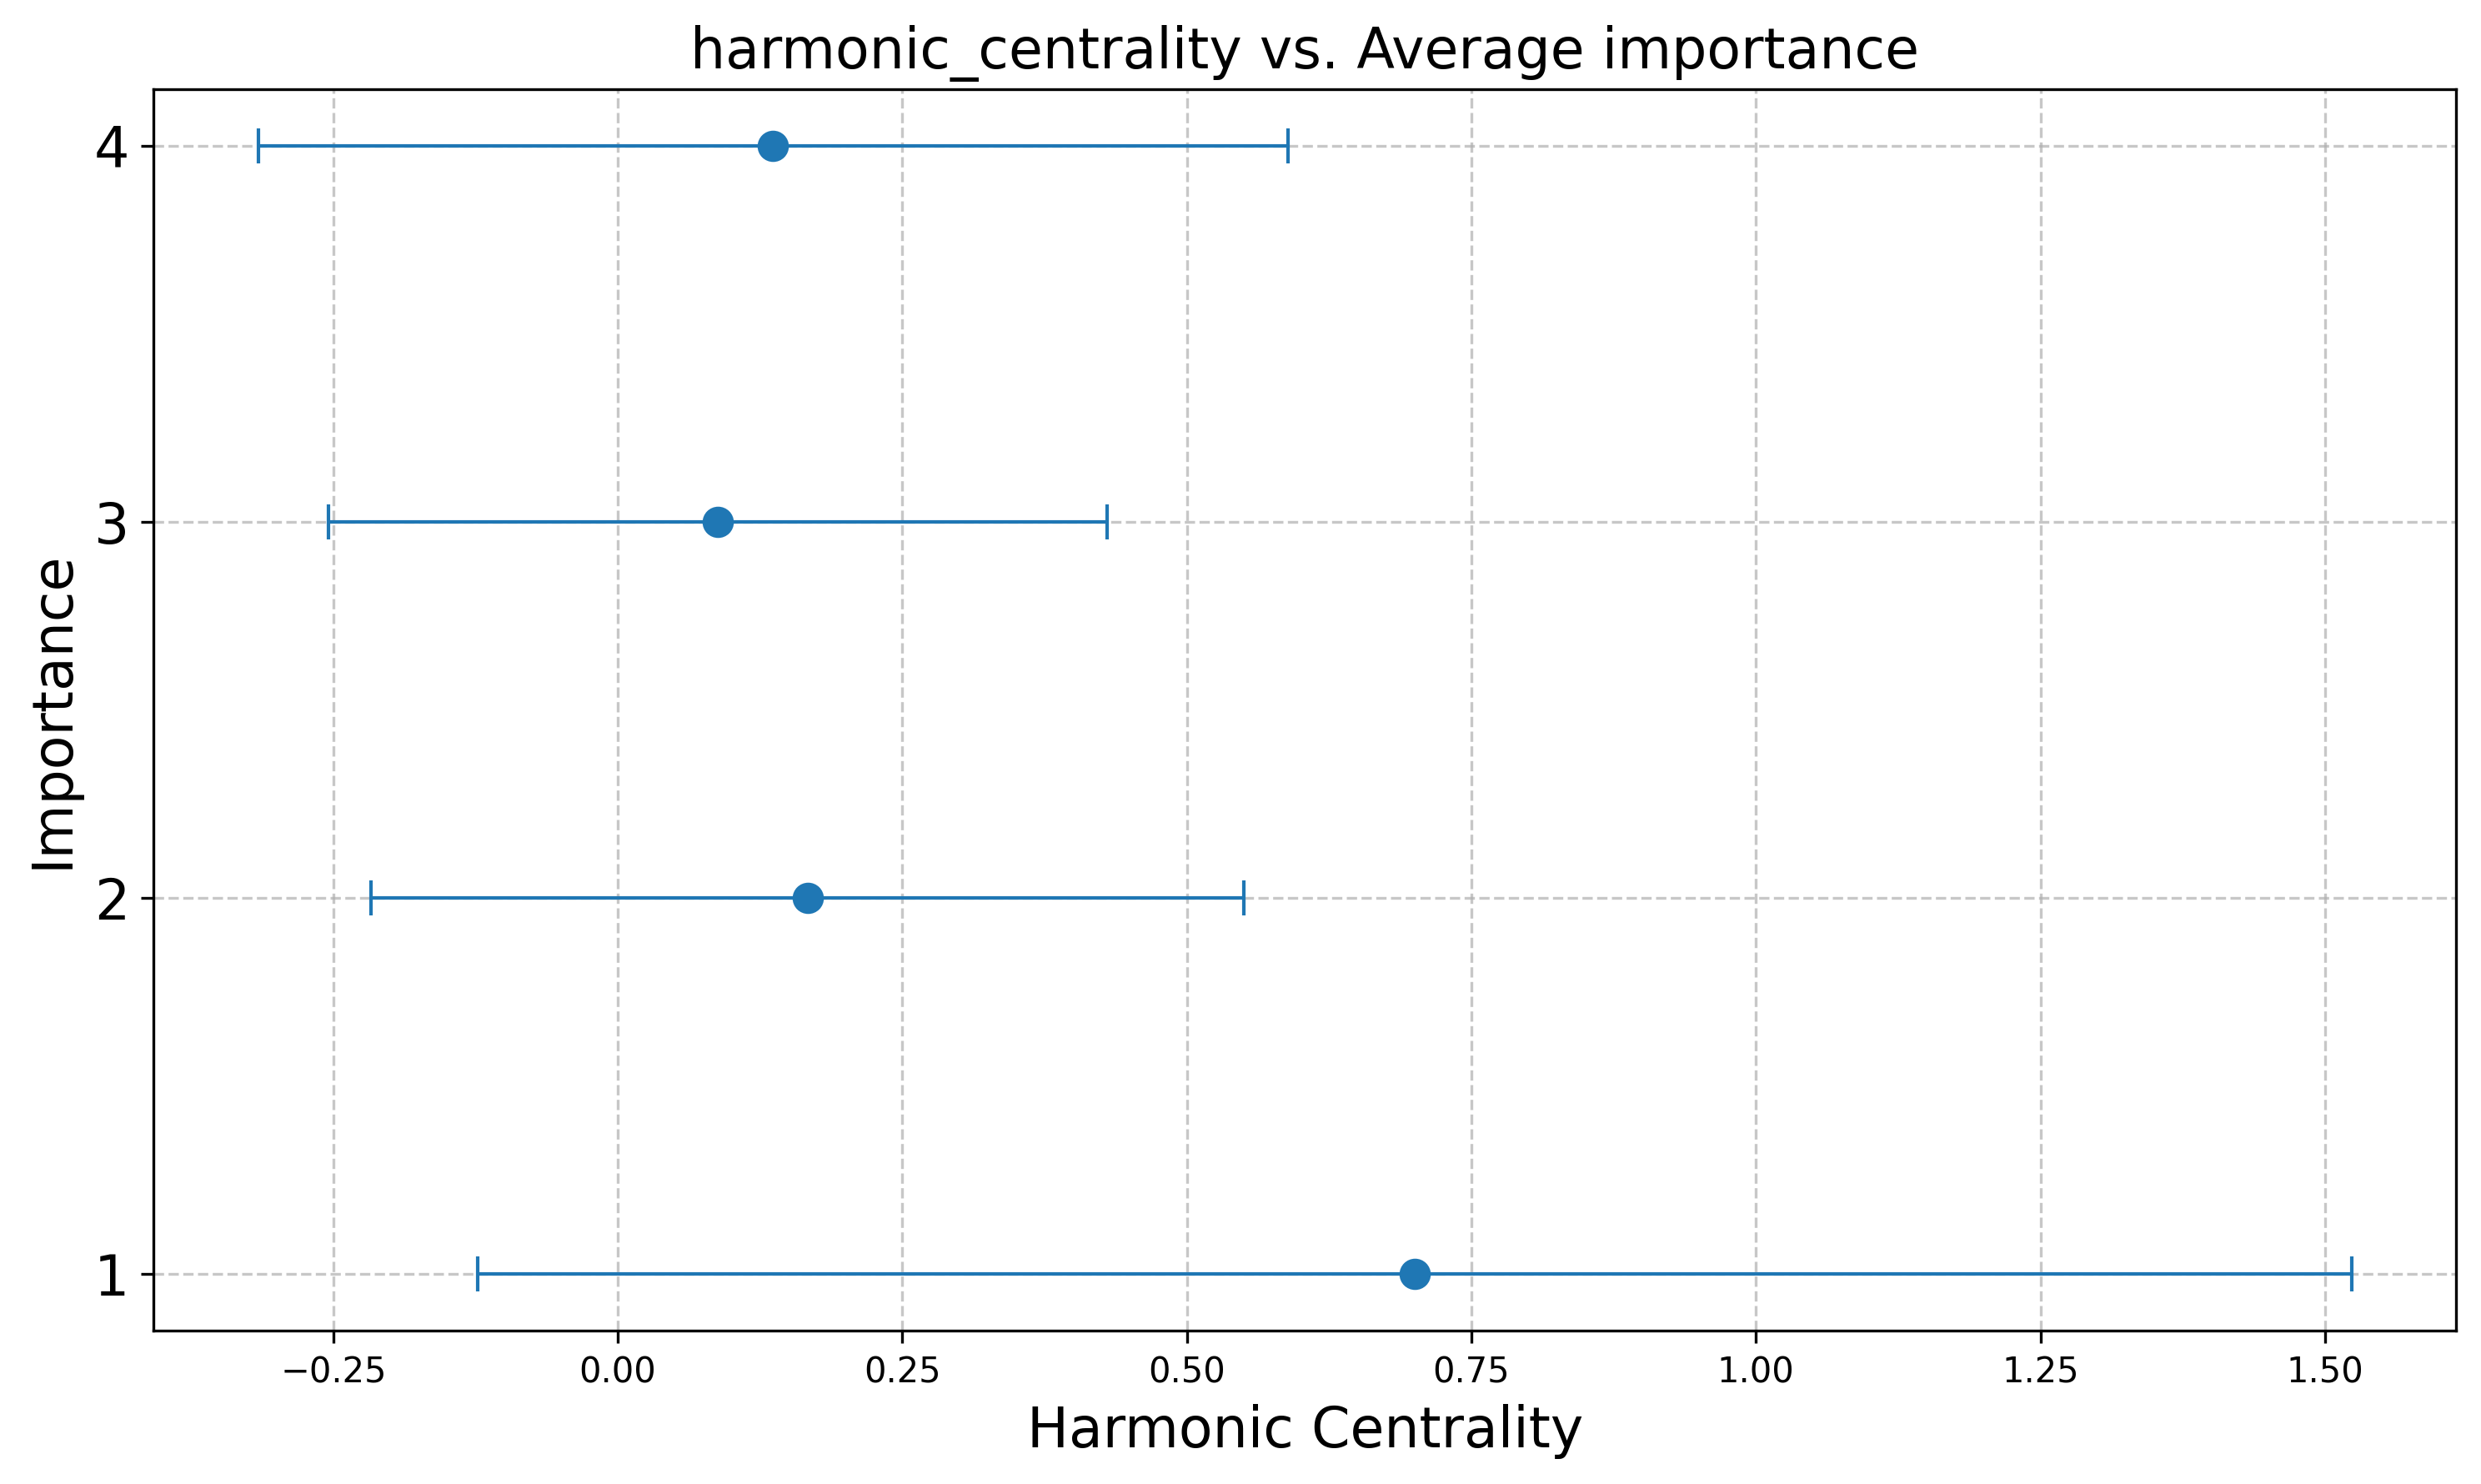 harmonic_centrality vs. Average importance
4
3
2
1
Importance
−0.25 0.00 0.25 0.50 0.75 1.00 1.25 1.50
Harmonic Centrality